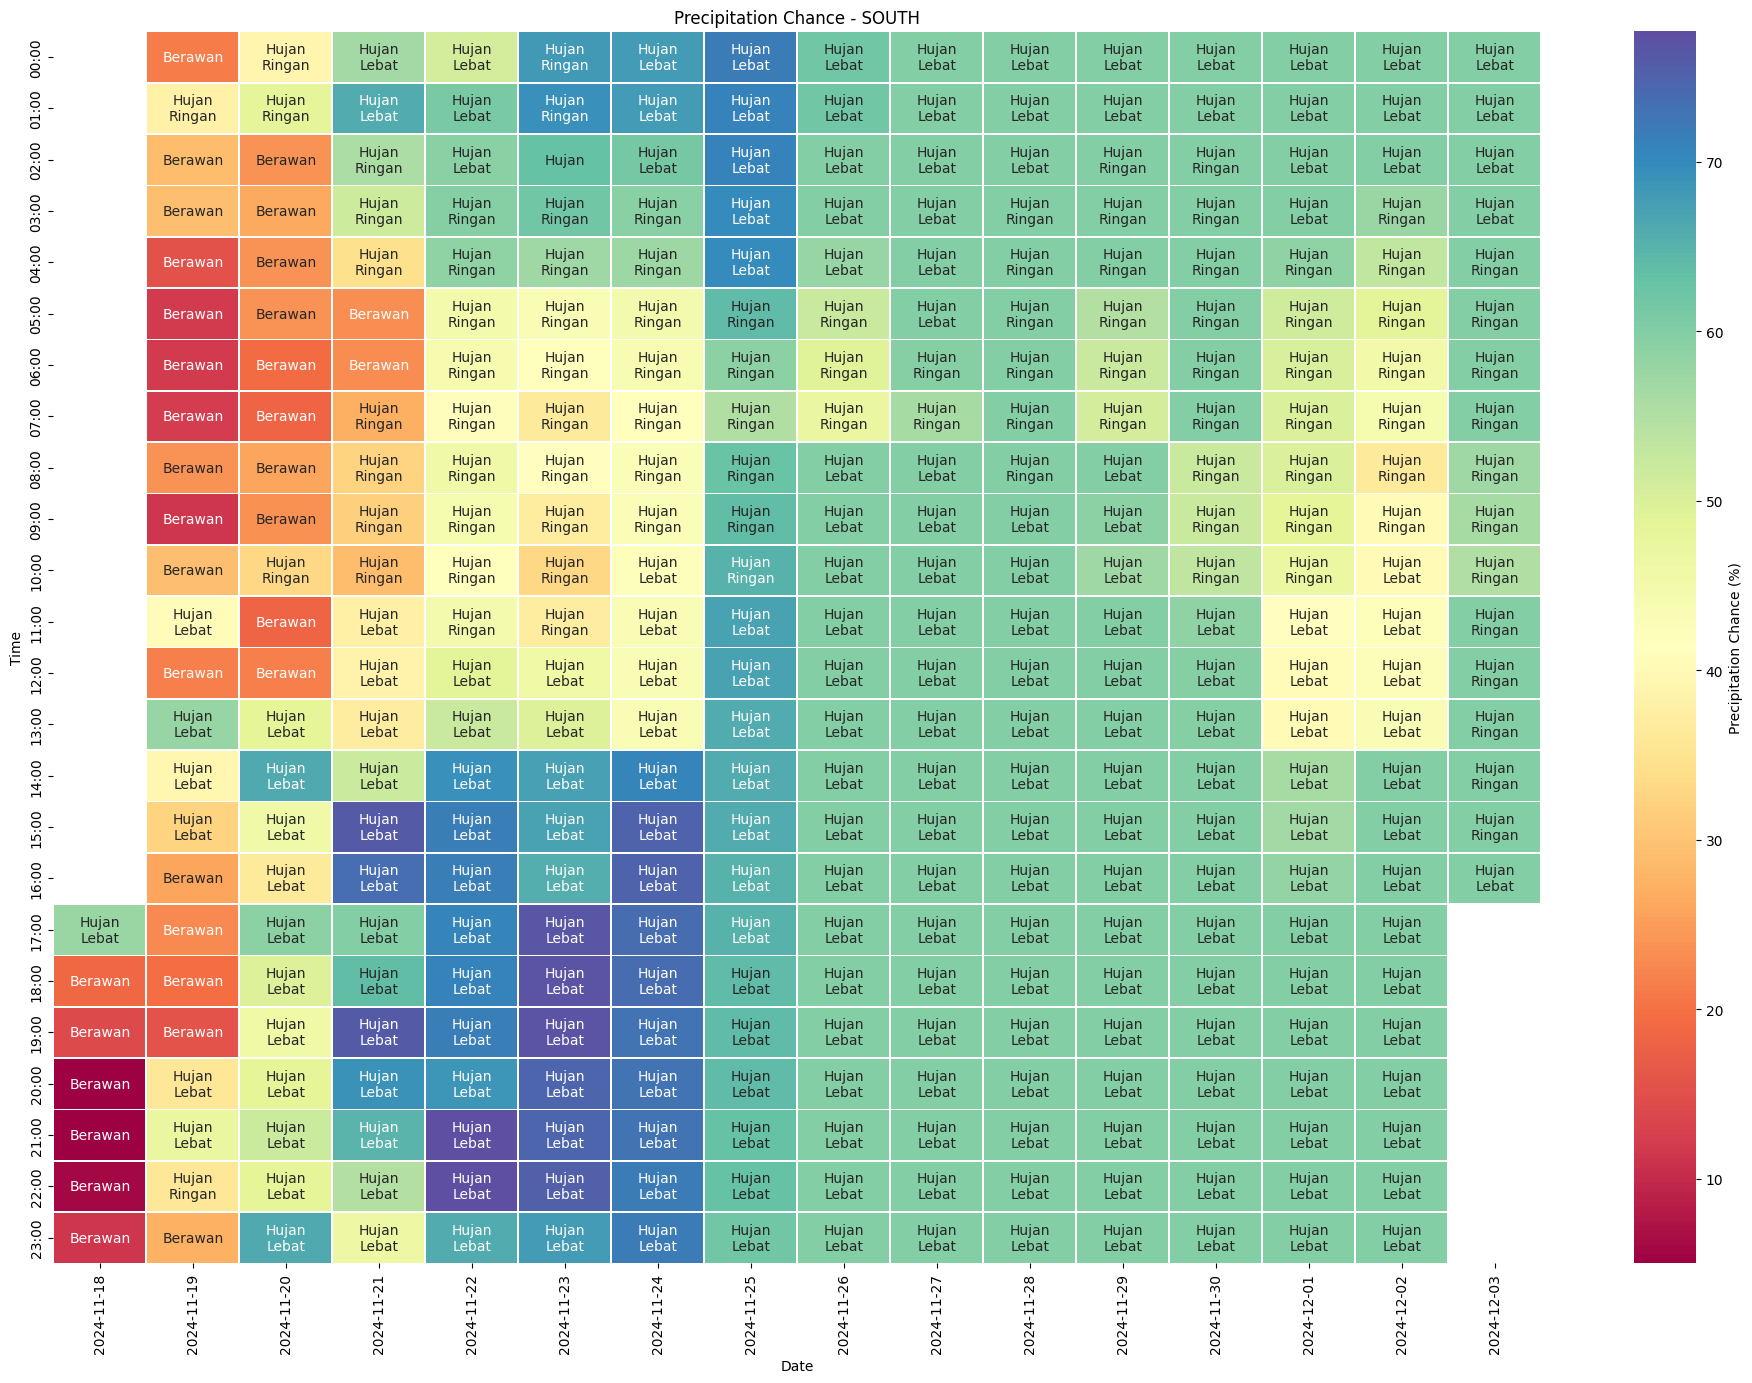 Precipitation Chance - SOUTH
00:00 Berawan Hujan Ringan Hujan Lebat Hujan Lebat Hujan Ringan Hujan Lebat Hujan Lebat Hujan Lebat Hujan Lebat Hujan Lebat Hujan Lebat Hujan Lebat Hujan Lebat Hujan Lebat Hujan Lebat
01:00 Hujan Ringan Hujan Ringan Hujan Lebat Hujan Lebat Hujan Ringan Hujan Lebat Hujan Lebat Hujan Lebat Hujan Lebat Hujan Lebat Hujan Lebat Hujan Lebat Hujan Lebat Hujan Lebat Hujan Lebat
02:00 Berawan Berawan Hujan Ringan Hujan Lebat Hujan Hujan Lebat Hujan Lebat Hujan Lebat Hujan Lebat Hujan Lebat Hujan Ringan Hujan Ringan Hujan Lebat Hujan Lebat Hujan Lebat
03:00 Berawan Berawan Hujan Ringan Hujan Ringan Hujan Ringan Hujan Ringan Hujan Lebat Hujan Lebat Hujan Lebat Hujan Ringan Hujan Ringan Hujan Ringan Hujan Lebat Hujan Ringan Hujan Lebat
04:00 Berawan Berawan Hujan Ringan Hujan Ringan Hujan Ringan Hujan Ringan Hujan Lebat Hujan Lebat Hujan Lebat Hujan Ringan Hujan Ringan Hujan Ringan Hujan Ringan Hujan Ringan Hujan Ringan
05:00 Berawan Berawan Berawan Hujan Ringan Hujan Ringan Hujan Ringan Hujan Ringan Hujan Ringan Hujan Lebat Hujan Ringan Hujan Ringan Hujan Ringan Hujan Ringan Hujan Ringan Hujan Ringan
06:00 Berawan Berawan Berawan Hujan Ringan Hujan Ringan Hujan Ringan Hujan Ringan Hujan Ringan Hujan Ringan Hujan Ringan Hujan Ringan Hujan Ringan Hujan Ringan Hujan Ringan Hujan Ringan
07:00 Berawan Berawan Hujan Ringan Hujan Ringan Hujan Ringan Hujan Ringan Hujan Ringan Hujan Ringan Hujan Ringan Hujan Ringan Hujan Ringan Hujan Ringan Hujan Ringan Hujan Ringan Hujan Ringan
08:00 Berawan Berawan Hujan Ringan Hujan Ringan Hujan Ringan Hujan Ringan Hujan Ringan Hujan Lebat Hujan Lebat Hujan Ringan Hujan Lebat Hujan Ringan Hujan Ringan Hujan Ringan Hujan Ringan
09:00 Berawan Berawan Hujan Ringan Hujan Ringan Hujan Ringan Hujan Ringan Hujan Ringan Hujan Lebat Hujan Lebat Hujan Lebat Hujan Lebat Hujan Ringan Hujan Ringan Hujan Ringan Hujan Ringan
10:00 Berawan Hujan Ringan Hujan Ringan Hujan Ringan Hujan Ringan Hujan Lebat Hujan Ringan Hujan Lebat Hujan Lebat Hujan Lebat Hujan Lebat Hujan Ringan Hujan Ringan Hujan Lebat Hujan Ringan
11:00 Hujan Lebat Berawan Hujan Lebat Hujan Ringan Hujan Ringan Hujan Lebat Hujan Lebat Hujan Lebat Hujan Lebat Hujan Lebat Hujan Lebat Hujan Lebat Hujan Lebat Hujan Lebat Hujan Ringan
12:00 Berawan Berawan Hujan Lebat Hujan Lebat Hujan Lebat Hujan Lebat Hujan Lebat Hujan Lebat Hujan Lebat Hujan Lebat Hujan Lebat Hujan Lebat Hujan Lebat Hujan Lebat Hujan Ringan
13:00 Hujan Lebat Hujan Lebat Hujan Lebat Hujan Lebat Hujan Lebat Hujan Lebat Hujan Lebat Hujan Lebat Hujan Lebat Hujan Lebat Hujan Lebat Hujan Lebat Hujan Lebat Hujan Lebat Hujan Ringan
14:00 Hujan Lebat Hujan Lebat Hujan Lebat Hujan Lebat Hujan Lebat Hujan Lebat Hujan Lebat Hujan Lebat Hujan Lebat Hujan Lebat Hujan Lebat Hujan Lebat Hujan Lebat Hujan Lebat Hujan Ringan
15:00 Hujan Lebat Hujan Lebat Hujan Lebat Hujan Lebat Hujan Lebat Hujan Lebat Hujan Lebat Hujan Lebat Hujan Lebat Hujan Lebat Hujan Lebat Hujan Lebat Hujan Lebat Hujan Lebat Hujan Ringan
16:00 Berawan Hujan Lebat Hujan Lebat Hujan Lebat Hujan Lebat Hujan Lebat Hujan Lebat Hujan Lebat Hujan Lebat Hujan Lebat Hujan Lebat Hujan Lebat Hujan Lebat Hujan Lebat Hujan Lebat
17:00 Hujan Lebat Berawan Hujan Lebat Hujan Lebat Hujan Lebat Hujan Lebat Hujan Lebat Hujan Lebat Hujan Lebat Hujan Lebat Hujan Lebat Hujan Lebat Hujan Lebat Hujan Lebat Hujan Lebat
18:00 Berawan Berawan Hujan Lebat Hujan Lebat Hujan Lebat Hujan Lebat Hujan Lebat Hujan Lebat Hujan Lebat Hujan Lebat Hujan Lebat Hujan Lebat Hujan Lebat Hujan Lebat Hujan Lebat
19:00 Berawan Berawan Hujan Lebat Hujan Lebat Hujan Lebat Hujan Lebat Hujan Lebat Hujan Lebat Hujan Lebat Hujan Lebat Hujan Lebat Hujan Lebat Hujan Lebat Hujan Lebat Hujan Lebat
20:00 Berawan Hujan Lebat Hujan Lebat Hujan Lebat Hujan Lebat Hujan Lebat Hujan Lebat Hujan Lebat Hujan Lebat Hujan Lebat Hujan Lebat Hujan Lebat Hujan Lebat Hujan Lebat Hujan Lebat
21:00 Berawan Hujan Lebat Hujan Lebat Hujan Lebat Hujan Lebat Hujan Lebat Hujan Lebat Hujan Lebat Hujan Lebat Hujan Lebat Hujan Lebat Hujan Lebat Hujan Lebat Hujan Lebat Hujan Lebat
22:00 Berawan Hujan Ringan Hujan Lebat Hujan Lebat Hujan Lebat Hujan Lebat Hujan Lebat Hujan Lebat Hujan Lebat Hujan Lebat Hujan Lebat Hujan Lebat Hujan Lebat Hujan Lebat Hujan Lebat
23:00 Berawan Berawan Hujan Lebat Hujan Lebat Hujan Lebat Hujan Lebat Hujan Lebat Hujan Lebat Hujan Lebat Hujan Lebat Hujan Lebat Hujan Lebat Hujan Lebat Hujan Lebat Hujan Lebat
Time
2024-11-18 2024-11-19 2024-11-20 2024-11-21 2024-11-22 2024-11-23 2024-11-24 2024-11-25 2024-11-26 2024-11-27 2024-11-28 2024-11-29 2024-11-30 2024-12-01 2024-12-02 2024-12-03
Date
70
60
50
40
30
20
10
Precipitation Chance (%)